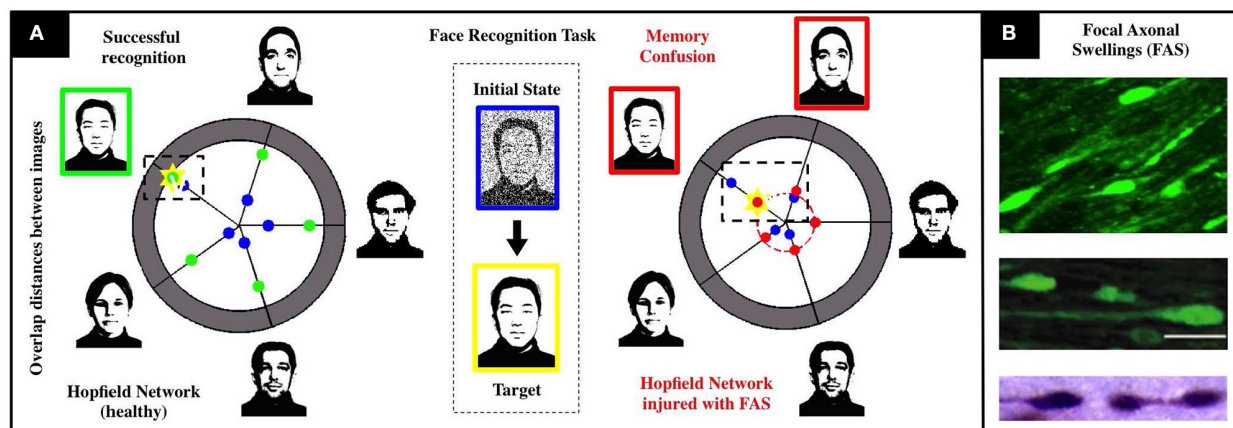 A
Successful
recognition
Overlap distances between images
Hopfield Network
(healthy)
Face Recognition Task
Initial State
Target
Memory
Confusion
Hopfield Network
injured with FAS
B
Focal Axonal
Swellings (FAS)